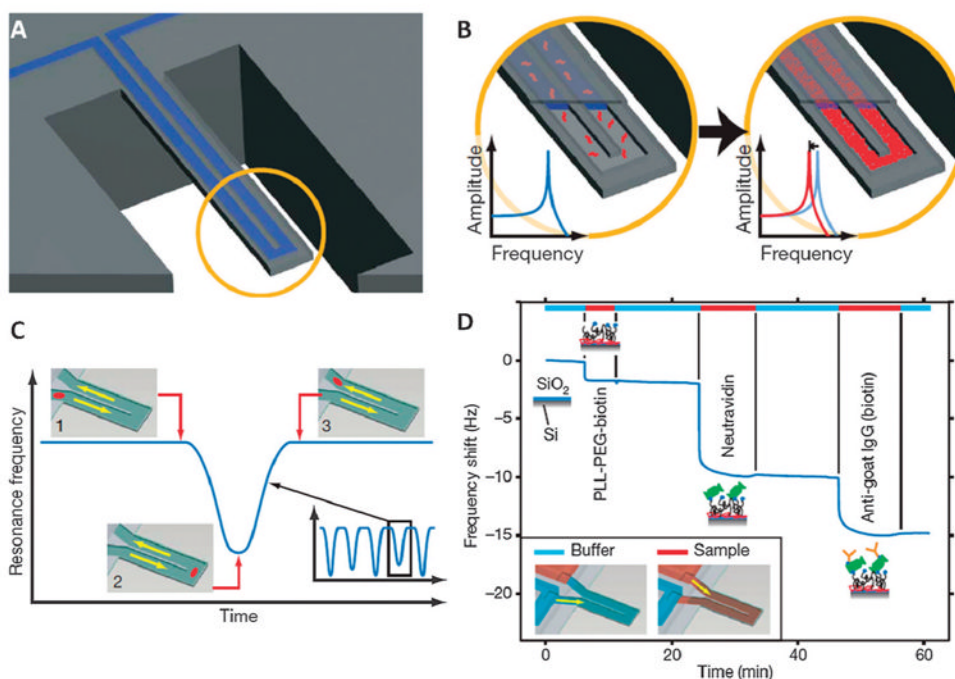 A
B
Amplitude
Frequency
Amplitude
Frequency
C
Resonance frequency
1
3
2
Time
D
Frequency shift (Hz)
0
−5
−10
−15
−20
SiO2
Si
PLL-PEG-biotin
Neutravidin
Anti-goat IgG (biotin)
Buffer
Sample
0
20
40
60
Time (min)